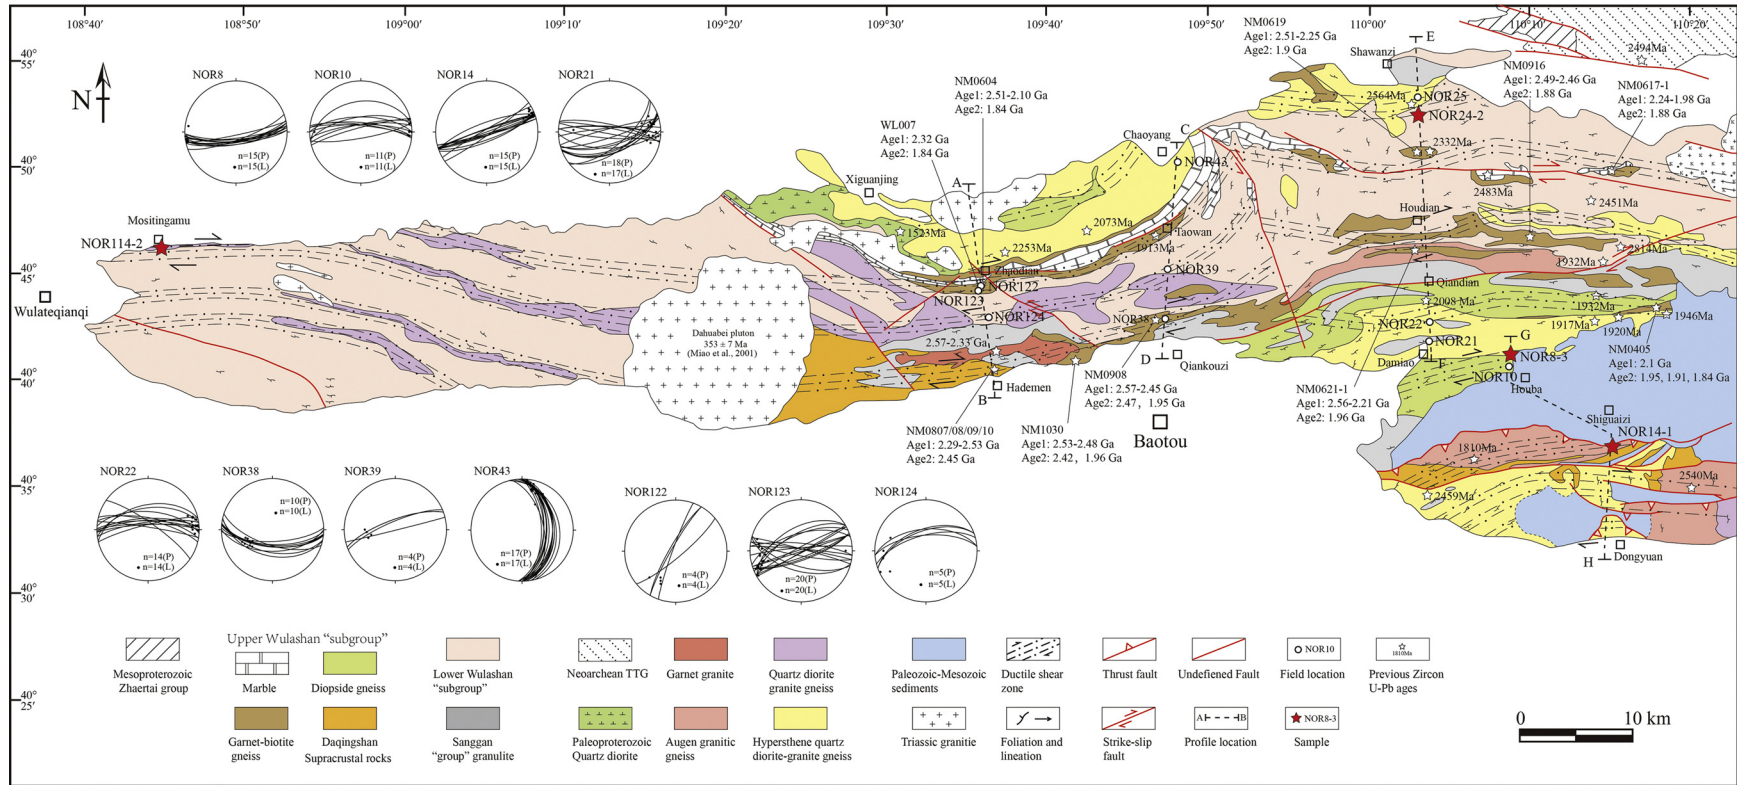 108°40'
108°50'
109°00'
109°10'
109°20'
109°30'
109°40'
109°50'
110°00'
110°10'
110°20'
40°
55'
40°
50'
40°
45'
40°
40'
40°
35'
40°
30'
40°
25'
N
NOR8
n=15(P)
n=15(L)
NOR10
n=11(P)
n=11(L)
NOR14
n=15(P)
n=15(L)
NOR21
n=18(P)
n=17(L)
NM0604
Age1: 2.51-2.10 Ga
Age2: 1.84 Ga
WL007
Age1: 2.32 Ga
Age2: 1.84 Ga
NM0619
Age1: 2.51-2.25 Ga
Age2: 1.9 Ga
Shawanzi
E
NM0916
Age1: 2.49-2.46 Ga
Age2: 1.88 Ga
2494Ma
NM0617-1
Age1: 2.24-1.98 Ga
Age2: 1.88 Ga
2564Ma
NOR25
NOR24-2
2332Ma
Chaoyang
C
NOR43
Xiguanjing
A
2483Ma
2451Ma
Houdian
Mositingamu
NOR114-2
1523Ma
2073Ma
2253Ma
Taowan
1913Ma
2814Ma
1932Ma
Zhaodian
NOR122
NOR39
Qiandian
NOR123
NOR124
NOR38
2098 Ma
1932Ma
1946Ma
1917Ma
1920Ma
NOR22
NOR21
Wulateqianqi
Dahuabei pluton
353 ± 7 Ma
(Miao et al., 2001)
2.57-2.33 Ga
D
Qiankouzi
Damiao
F
G
NOR8-3
NOR10
Houba
NM0405
Age1: 2.1 Ga
Age2: 1.95, 1.91, 1.84 Ga
Hademen
B
NM0908
Age1: 2.57-2.45 Ga
Age2: 2.47, 1.95 Ga
NM0621-1
Age1: 2.56-2.21 Ga
Age2: 1.96 Ga
NM0807/08/09/10
Age1: 2.29-2.53 Ga
Age2: 2.45 Ga
NM1030
Age1: 2.53-2.48 Ga
Age2: 2.42, 1.96 Ga
Baotou
Shiguaizi
NOR14-1
1810Ma
2540Ma
2459Ma
Dongyuan
H
NOR22
n=14(P)
n=14(L)
NOR38
n=10(P)
n=10(L)
NOR39
n=4(P)
n=4(L)
NOR43
n=17(P)
n=17(L)
NOR122
n=4(P)
n=4(L)
NOR123
n=20(P)
n=20(L)
NOR124
n=5(P)
n=5(L)
Mesoproterozoic
Zhaertai group
Upper Wulashan "subgroup"
Marble
Diopside gneiss
Lower Wulashan
"subgroup"
Neoarchean TTG
Garnet granite
Quartz diorite
granite gneiss
Paleozoic-Mesozoic
sediments
Ductile shear
zone
Thrust fault
Undefiened Fault
NOR10
Field location
1810Ma
Previous Zircon
U-Pb ages
Garnet-biotite
gneiss
Daqingshan
Supracrustal rocks
Sanggan
"group" granulite
Paleoproterozoic
Quartz diorite
Augen granitic
gneiss
Hypersthene quartz
diorite-granite gneiss
Triassic granitie
Foliation and
lineation
Strike-slip
fault
A
B
Profile location
NOR8-3
Sample
0
10 km